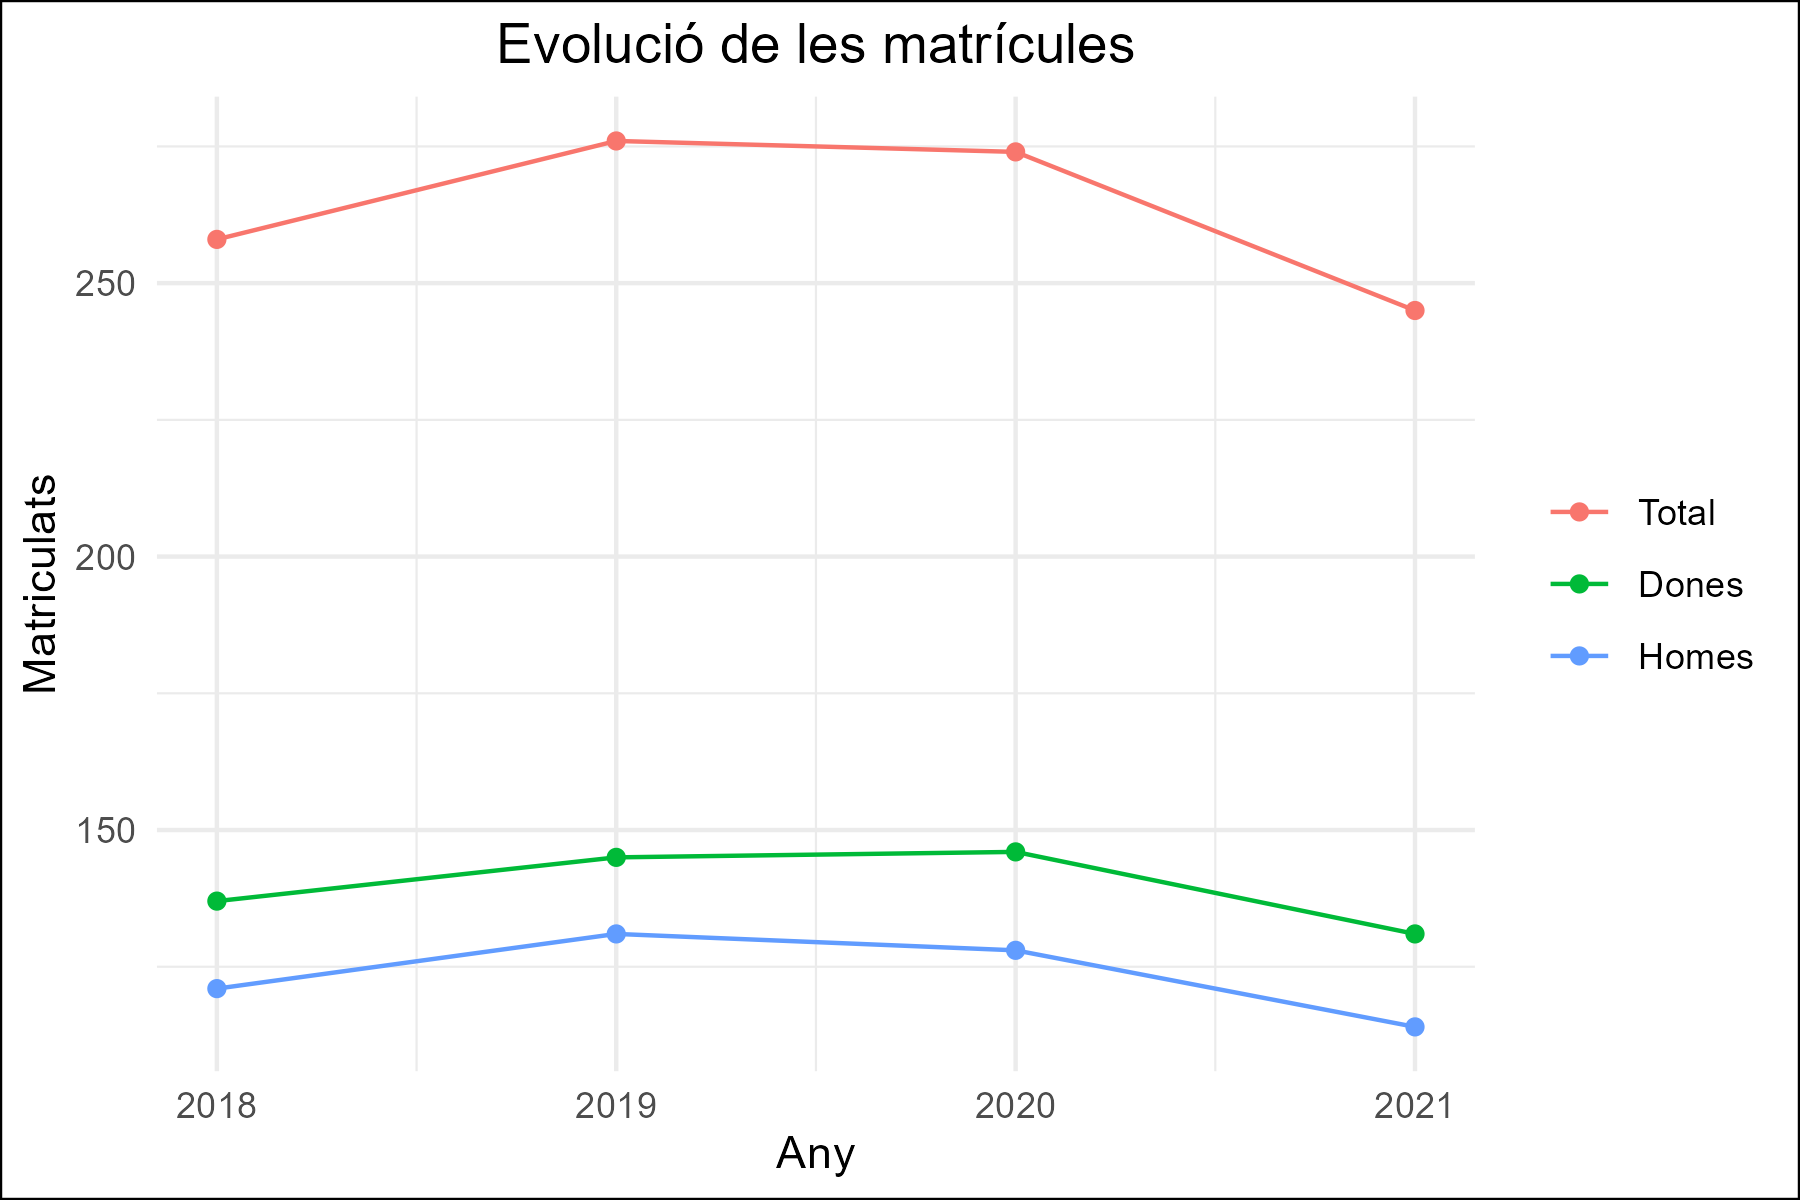 Evolució de les matrícules
Matriculats
250
200
150
2018 2019 2020 2021
Any
Total
Dones
Homes